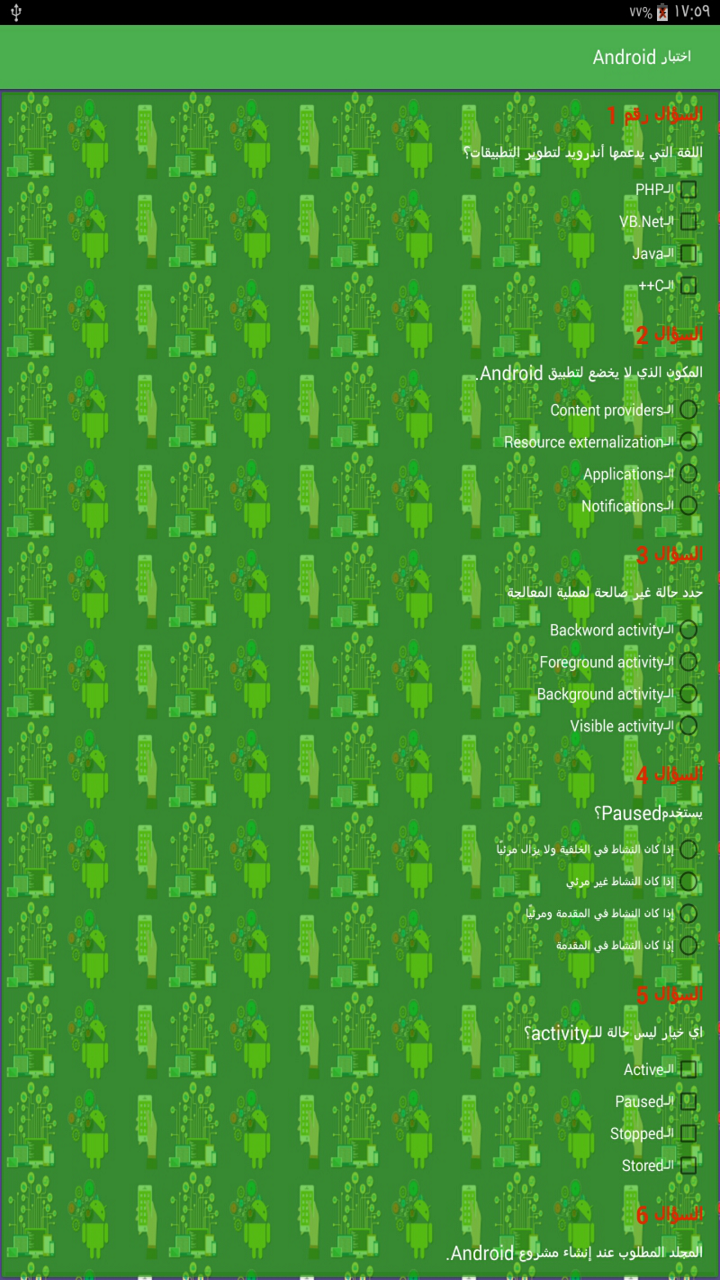 ٧٧% ١٧:٥٩
اختبار Android
السؤال رقم 1
اللغة التي يدعمها أندرويد لتطوير التطبيقات؟
الـPHP
الـVB.Net
الـJava
الـC++
السؤال 2
المكون الذي لا يخضع لتطبيق Android.
الـContent providers
الـResource externalization
الـApplications
الـNotifications
السؤال 3
حدد حالة غير صالحة لعملية المعالجة
الـBackword activity
الـForeground activity
الـBackground activity
الـVisible activity
السؤال 4
يستخدمPaused؟
إذا كان النشاط في الخلفية ولا يزال مرئيا
إذا كان النشاط غير مرئي
إذا كان النشاط في المقدمة ومرئيا
إذا كان النشاط في المقدمة
السؤال 5
اي خيار ليس حالة للـactivity؟
الـActive
الـPaused
الـStopped
الـStored
السؤال 6
المجلد المطلوب عند إنشاء مشروع Android.